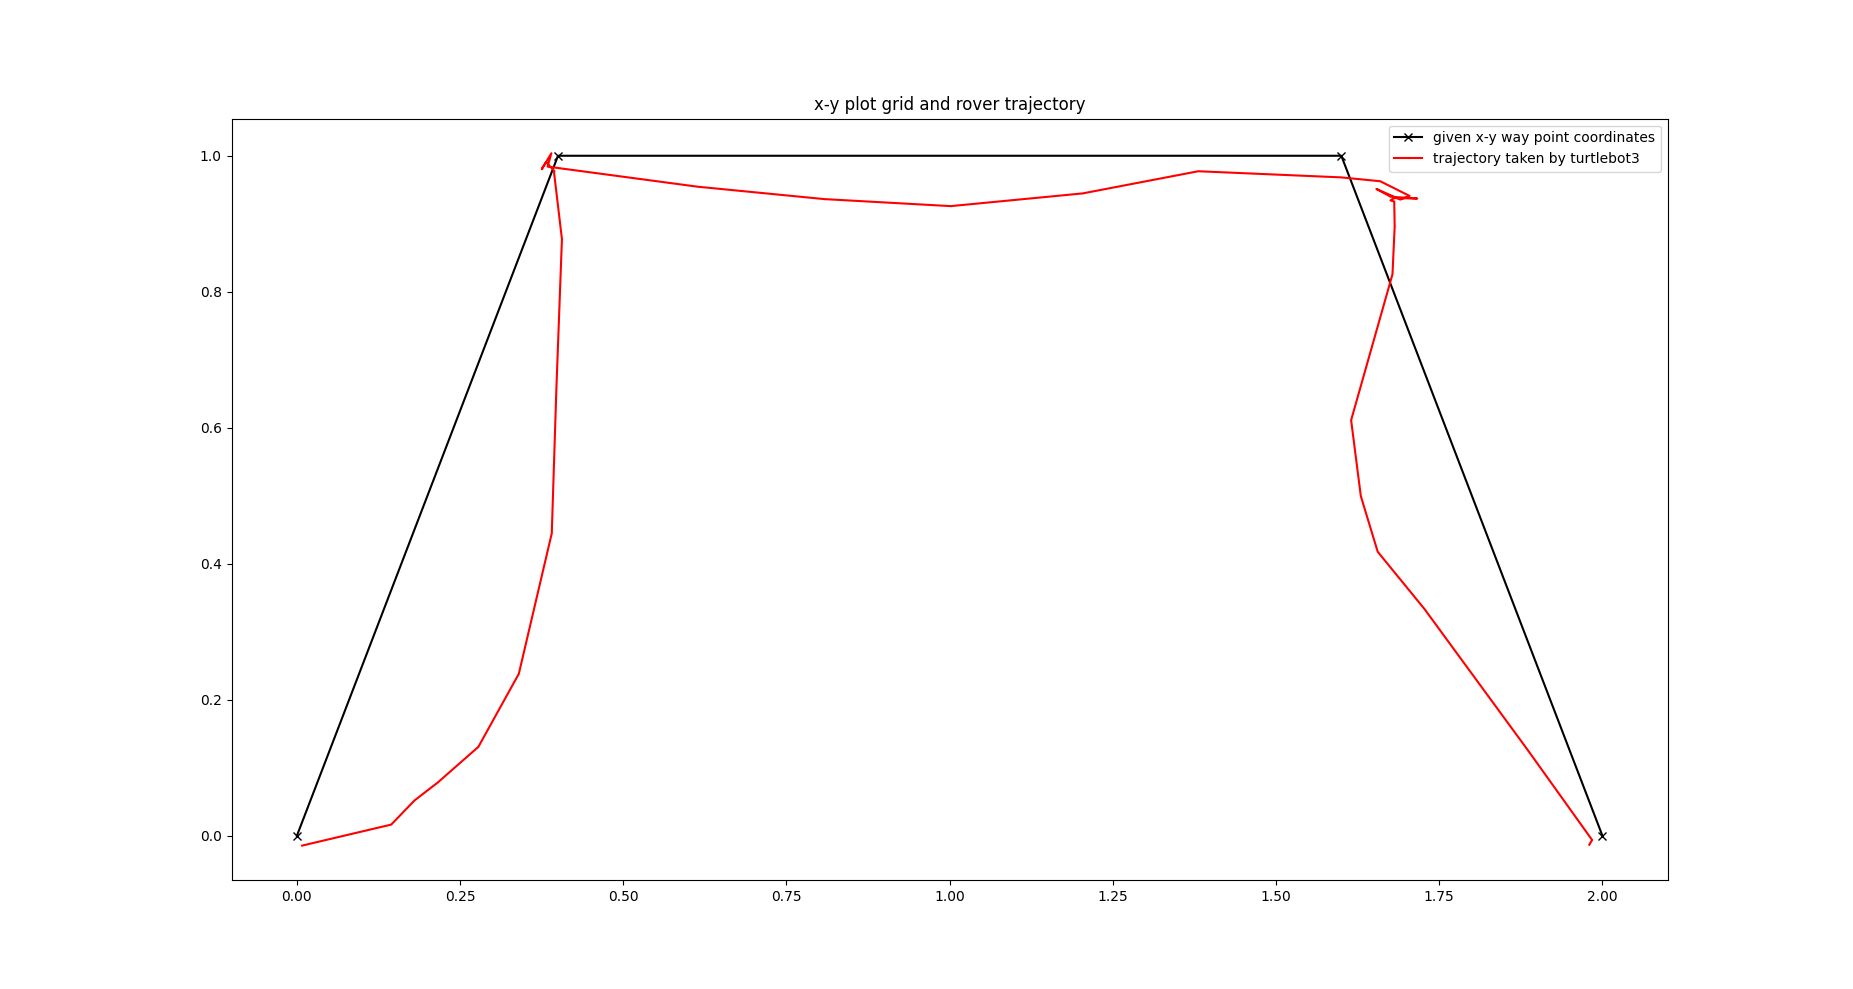 x-y plot grid and rover trajectory
given x-y way point coordinates
trajectory taken by turtlebot3
1.0
0.8
0.6
0.4
0.2
0.0
0.00 0.25 0.50 0.75 1.00 1.25 1.50 1.75 2.00